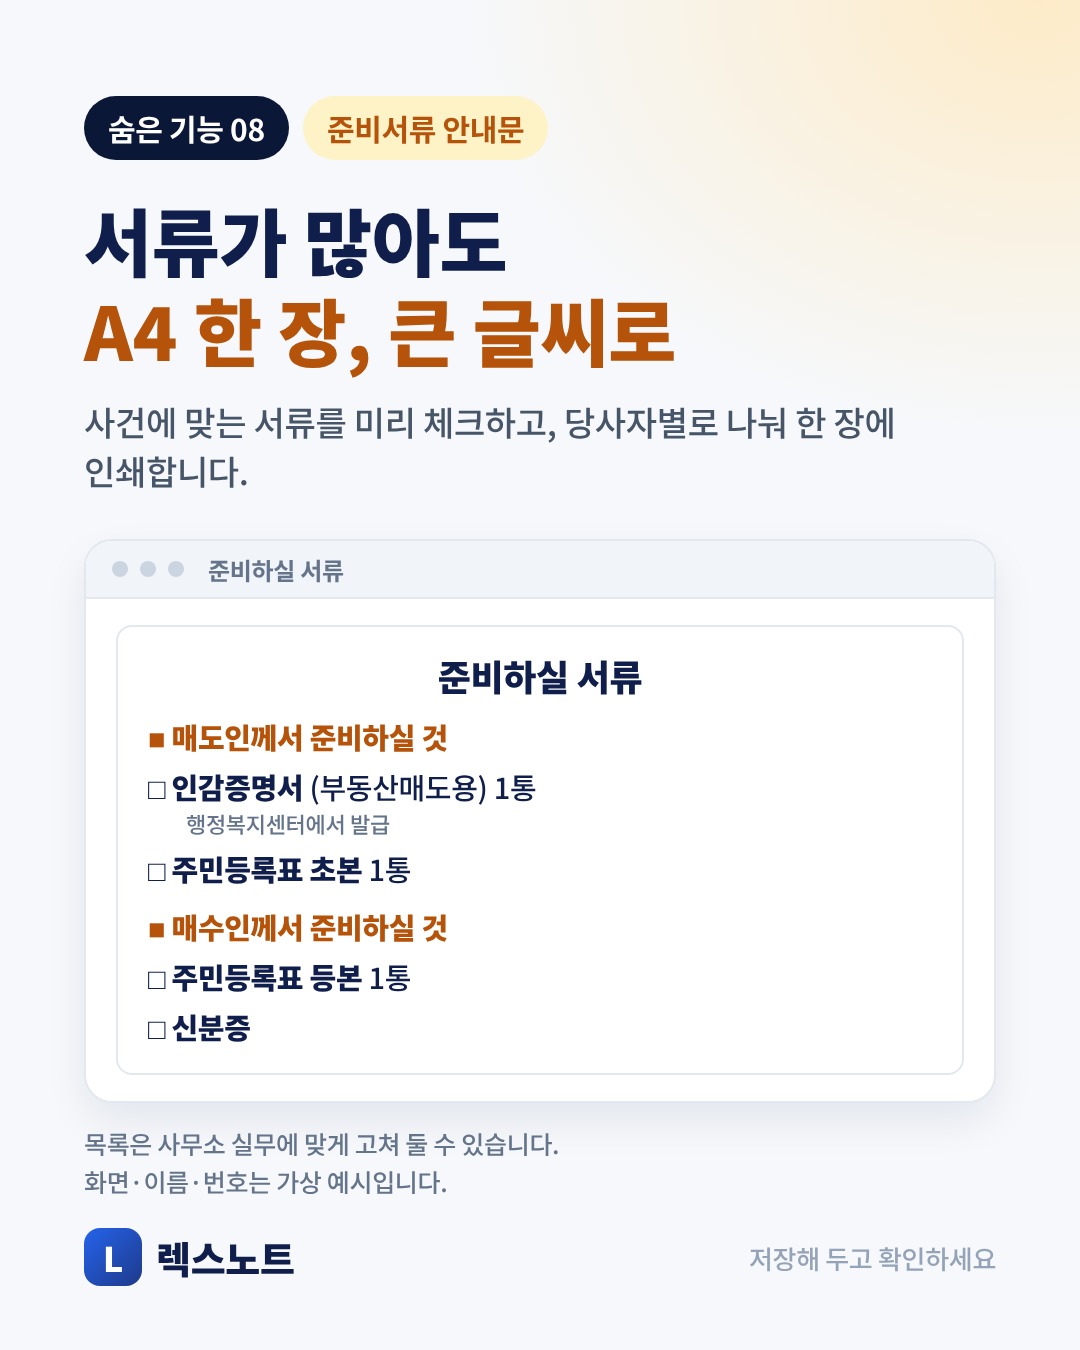 숨은 기능 08
준비서류 안내문
서류가 많아도
A4 한 장, 큰 글씨로
사건에 맞는 서류를 미리 체크하고, 당사자별로 나눠 한 장에
인쇄합니다.
준비하실 서류
준비하실 서류
■ 매도인께서 준비하실 것
□ 인감증명서 (부동산매도용) 1통
행정복지센터에서 발급
□ 주민등록표 초본 1통
■ 매수인께서 준비하실 것
□ 주민등록표 등본 1통
□ 신분증
목록은 사무소 실무에 맞게 고쳐 둘 수 있습니다.
화면·이름·번호는 가상 예시입니다.
L 렉스노트
저장해 두고 확인하세요